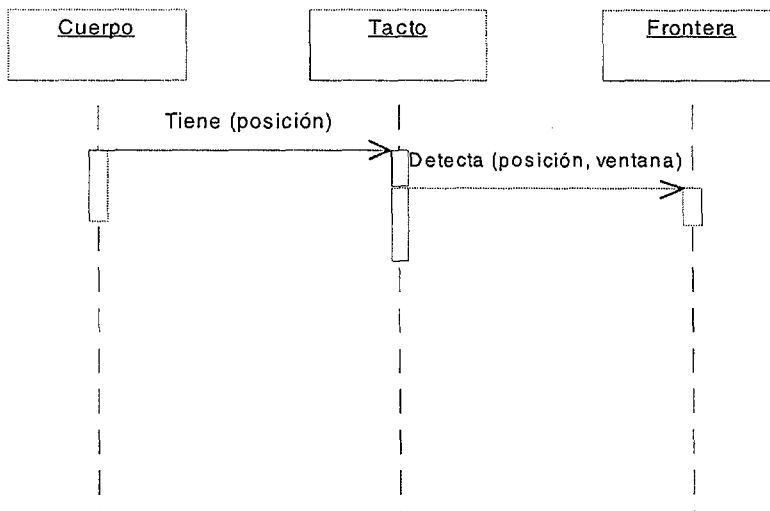 Cuerpo
Tacto
Frontera
Tiene (posición)
Detecta (posición, ventana)